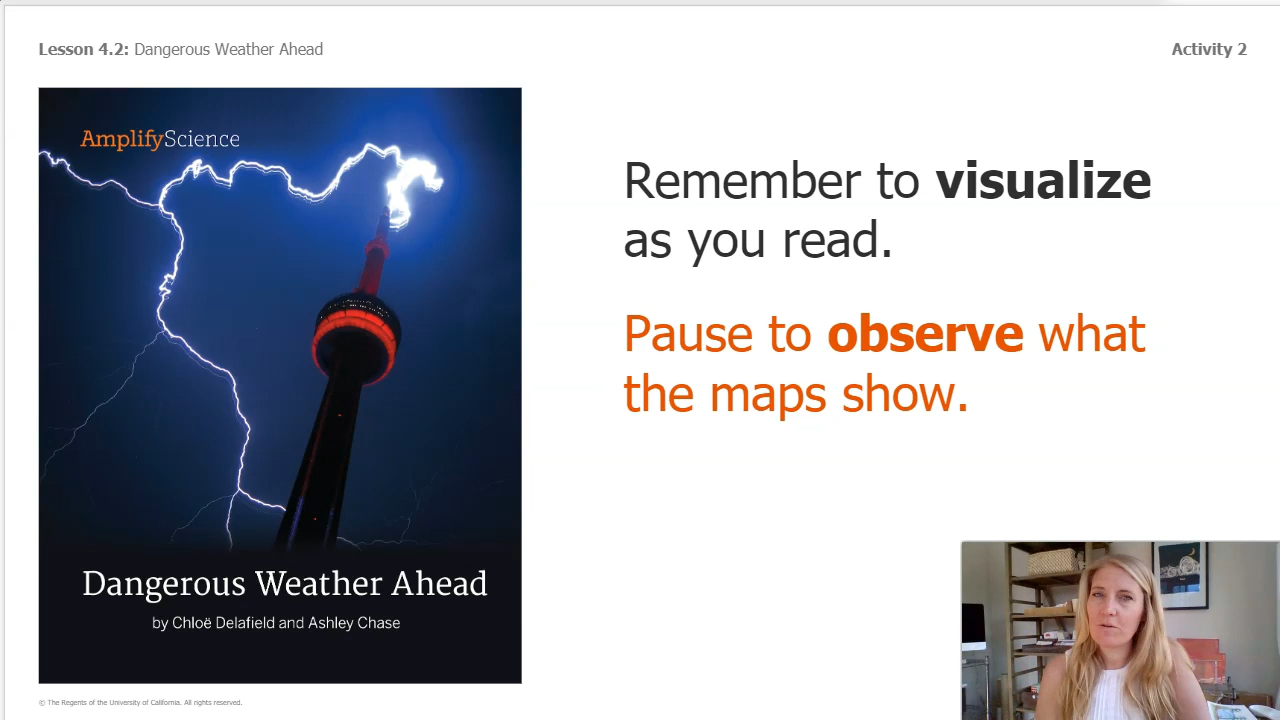 Lesson 4.2: Dangerous Weather Ahead
Activity 2
AmplifyScience
Remember to visualize
as you read.
Pause to observe what
the maps show.
Dangerous Weather Ahead
by Chloë Delafield and Ashley Chase
© The Regents of the University of California. All rights reserved.